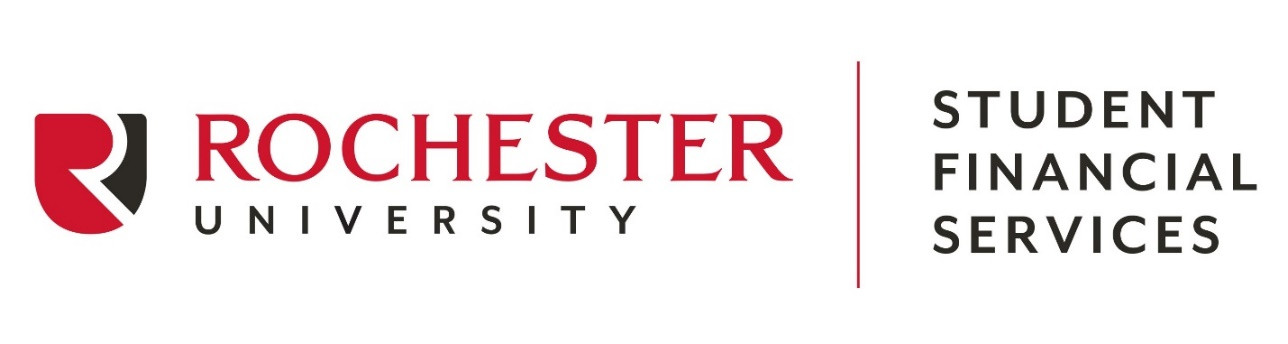 ROCHESTER
UNIVERSITY
STUDENT
FINANCIAL
SERVICES